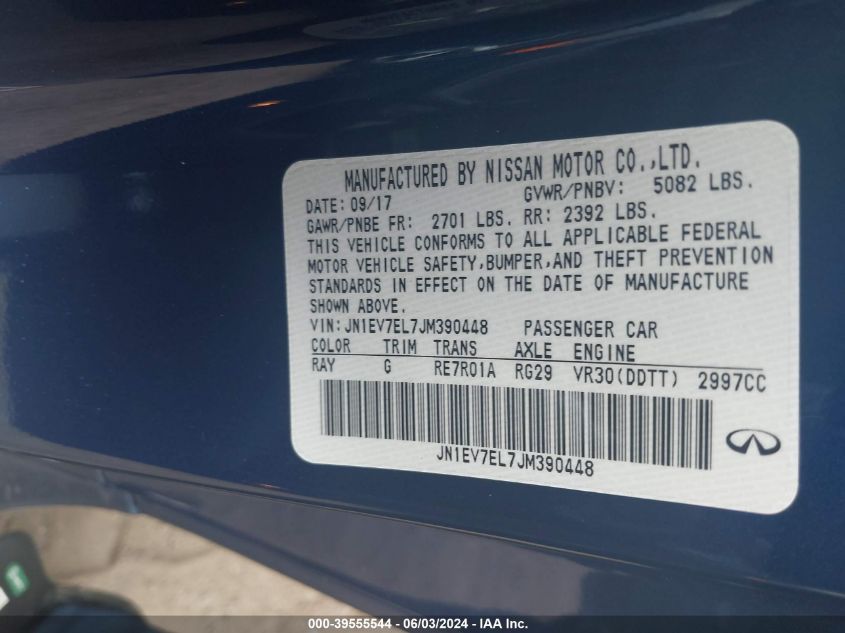 MANUFACTURED BY NISSAN MOTOR CO.,LTD.
DATE: 09/17 GVWR/PNBV: 5082 LBS.
GAWR/PNBE FR: 2701 LBS. RR: 2392 LBS.
THIS VEHICLE CONFORMS TO ALL APPLICABLE FEDERAL
MOTOR VEHICLE SAFETY,BUMPER,AND THEFT PREVENTION
STANDARDS IN EFFECT ON THE DATE OF MANUFACTURE
SHOWN ABOVE.
VIN:JN1EV7EL7JM390448 PASSENGER CAR
COLOR TRIM TRANS AXLE ENGINE
RAY G RE7R01A RG29 VR30(DDTT) 2997CC
JN1EV7EL7JM390448
000-39555544 - 06/03/2024 - IAAI.com